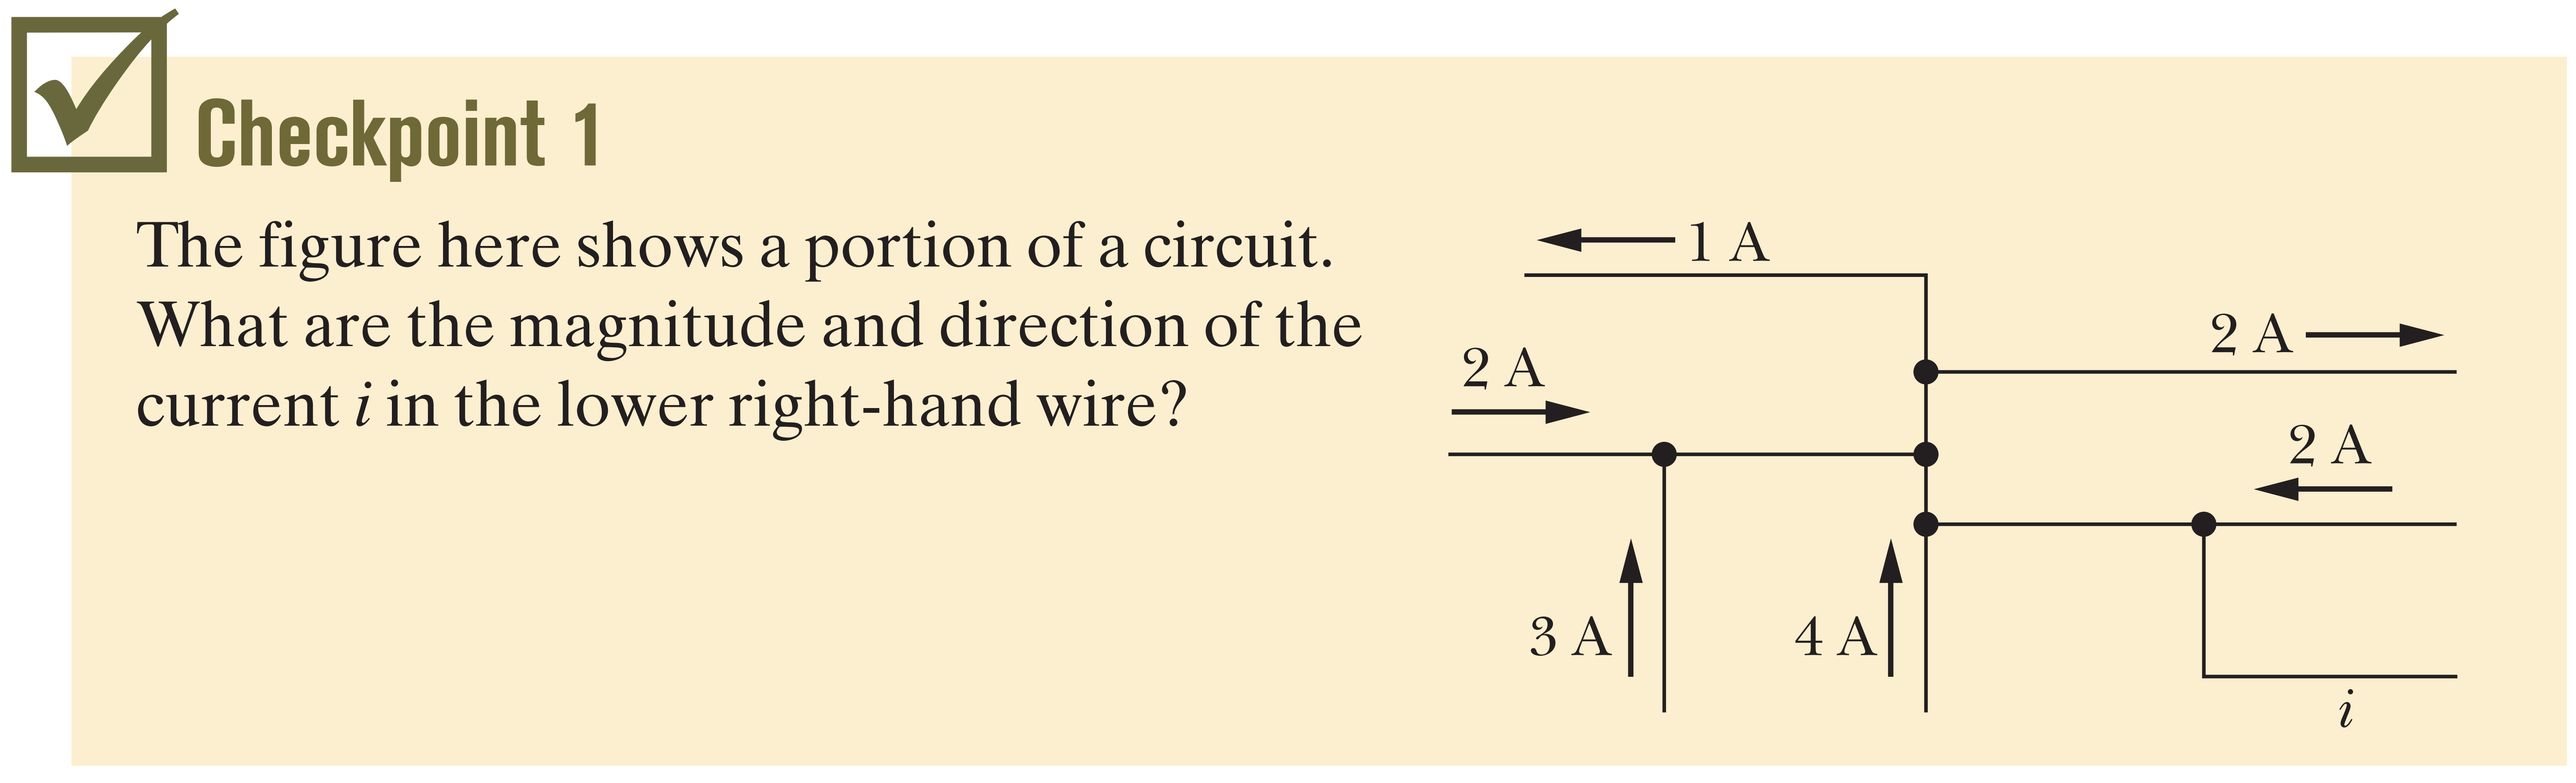 Checkpoint 1
The figure here shows a portion of a circuit.
What are the magnitude and direction of the
current i in the lower right-hand wire?
1 A
2 A
2 A
2 A
3 A
4 A
i